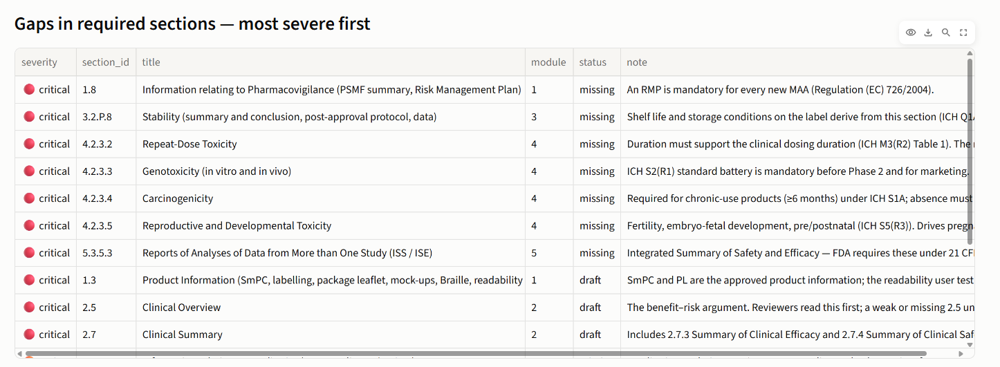 Gaps in required sections — most severe first
severity section_id title module status note
critical 1.8 Information relating to Pharmacovigilance (PSMF summary, Risk Management Plan) 1 missing An RMP is mandatory for every new MAA (Regulation (EC) 726/2004).
critical 3.2.P.8 Stability (summary and conclusion, post-approval protocol, data) 3 missing Shelf life and storage conditions on the label derive from this section (ICH Q1A
critical 4.2.3.2 Repeat-Dose Toxicity 4 missing Duration must support the clinical dosing duration (ICH M3(R2) Table 1). The
critical 4.2.3.3 Genotoxicity (in vitro and in vivo) 4 missing ICH S2(R1) standard battery is mandatory before Phase 2 and for marketing.
critical 4.2.3.4 Carcinogenicity 4 missing Required for chronic-use products (≥6 months) under ICH S1A; absence must
critical 4.2.3.5 Reproductive and Developmental Toxicity 4 missing Fertility, embryo-fetal development, pre/postnatal (ICH S5(R3)). Drives pregn
critical 5.3.5.3 Reports of Analyses of Data from More than One Study (ISS / ISE) 5 missing Integrated Summary of Safety and Efficacy — FDA requires these under 21 CF
critical 1.3 Product Information (SmPC, labelling, package leaflet, mock-ups, Braille, readability 1 draft SmPC and PL are the approved product information; the readability user test
critical 2.5 Clinical Overview 2 draft The benefit–risk argument. Reviewers read this first; a weak or missing 2.5 un
critical 2.7 Clinical Summary 2 draft Includes 2.7.3 Summary of Clinical Efficacy and 2.7.4 Summary of Clinical Saf